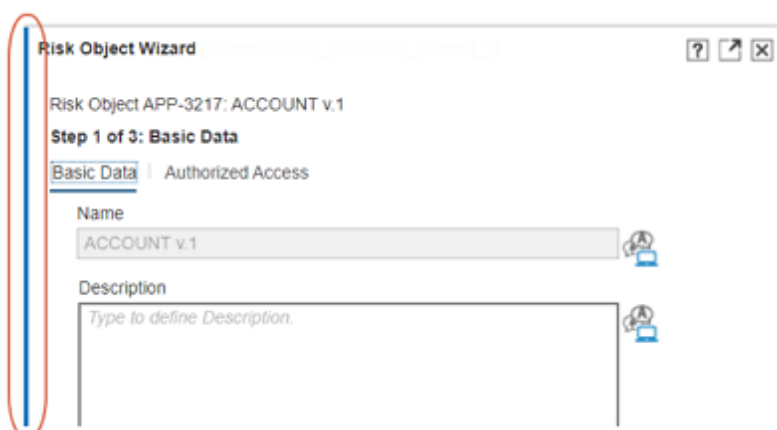 Risk Object Wizard
?
Risk Object APP-3217: ACCOUNT v.1
Step 1 of 3: Basic Data
Basic Data Authorized Access
Name
ACCOUNT v.1
Description
Type to define Description.